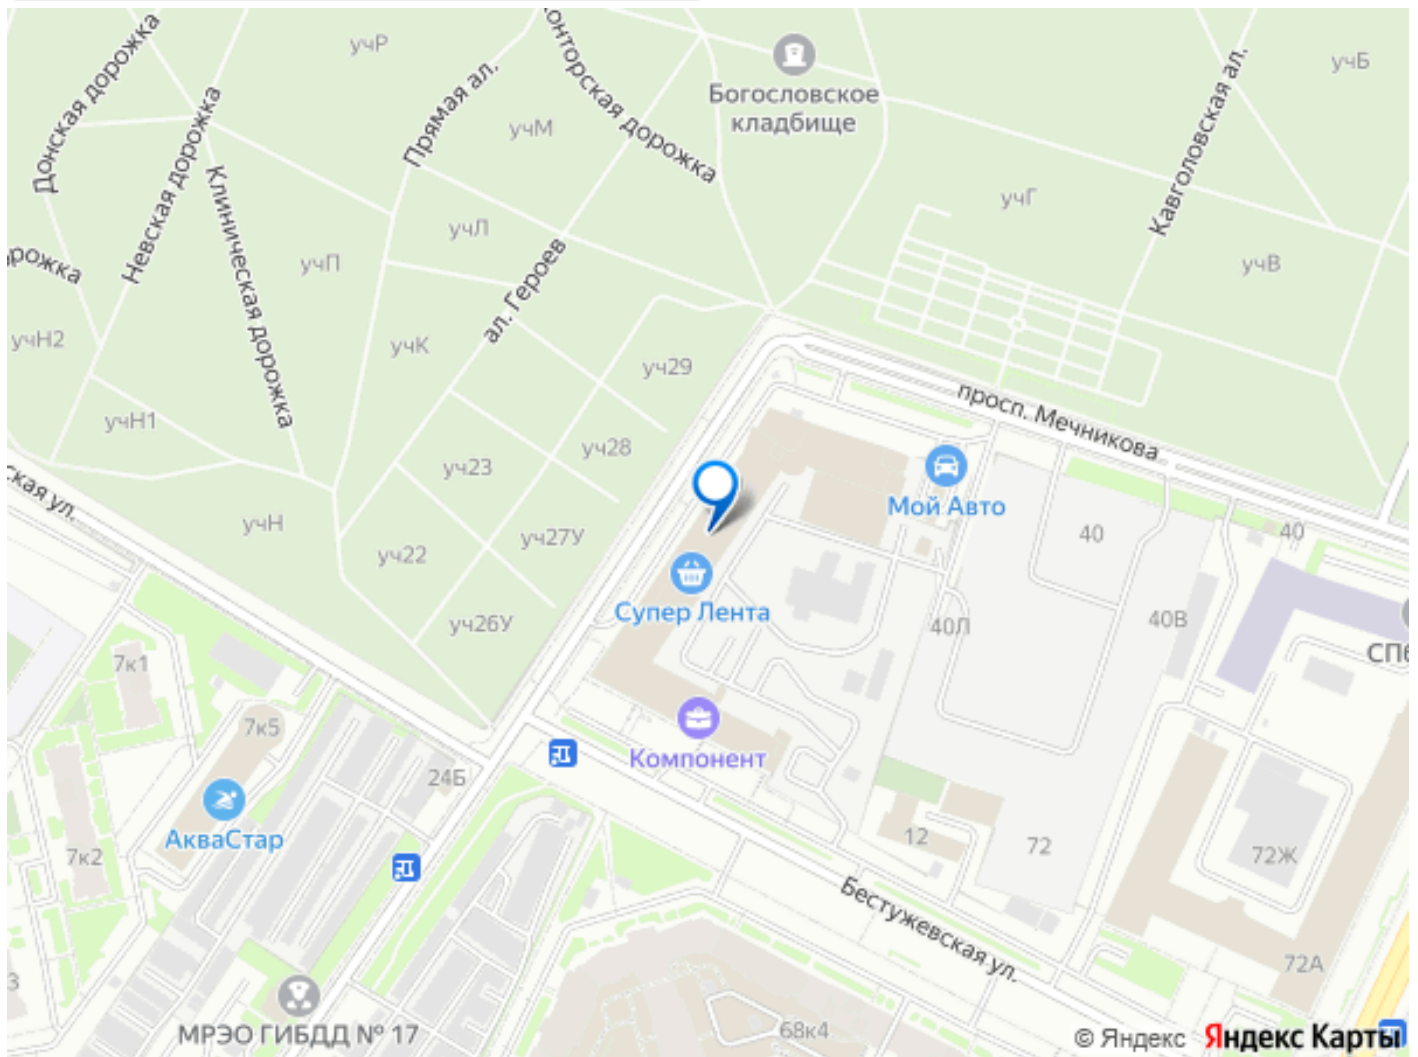 Донская дорожка
учР
Прямая ал.
онторская дорожка
Богословское
кладбище
учБ
Кавголовская ал.
Невская дорожка
учМ
Клиническая дорожка
учГ
учЛ
орожка
учП
ал. Героев
учВ
учН2
учК
уч29
просп. Мечникова
учН1
уч28
уч23
ская ул.
Мой Авто
учН
уч27У
уч22
40
40
Супер Лента
уч26У
40Л
40В
СПб
7к1
7к5
Компонент
24Б
АкваСтар
12
72
7к2
72Ж
Бестужевская ул.
72А
3
МРЭО ГИБДД № 17
68к4
© Яндекс Яндекс Карты